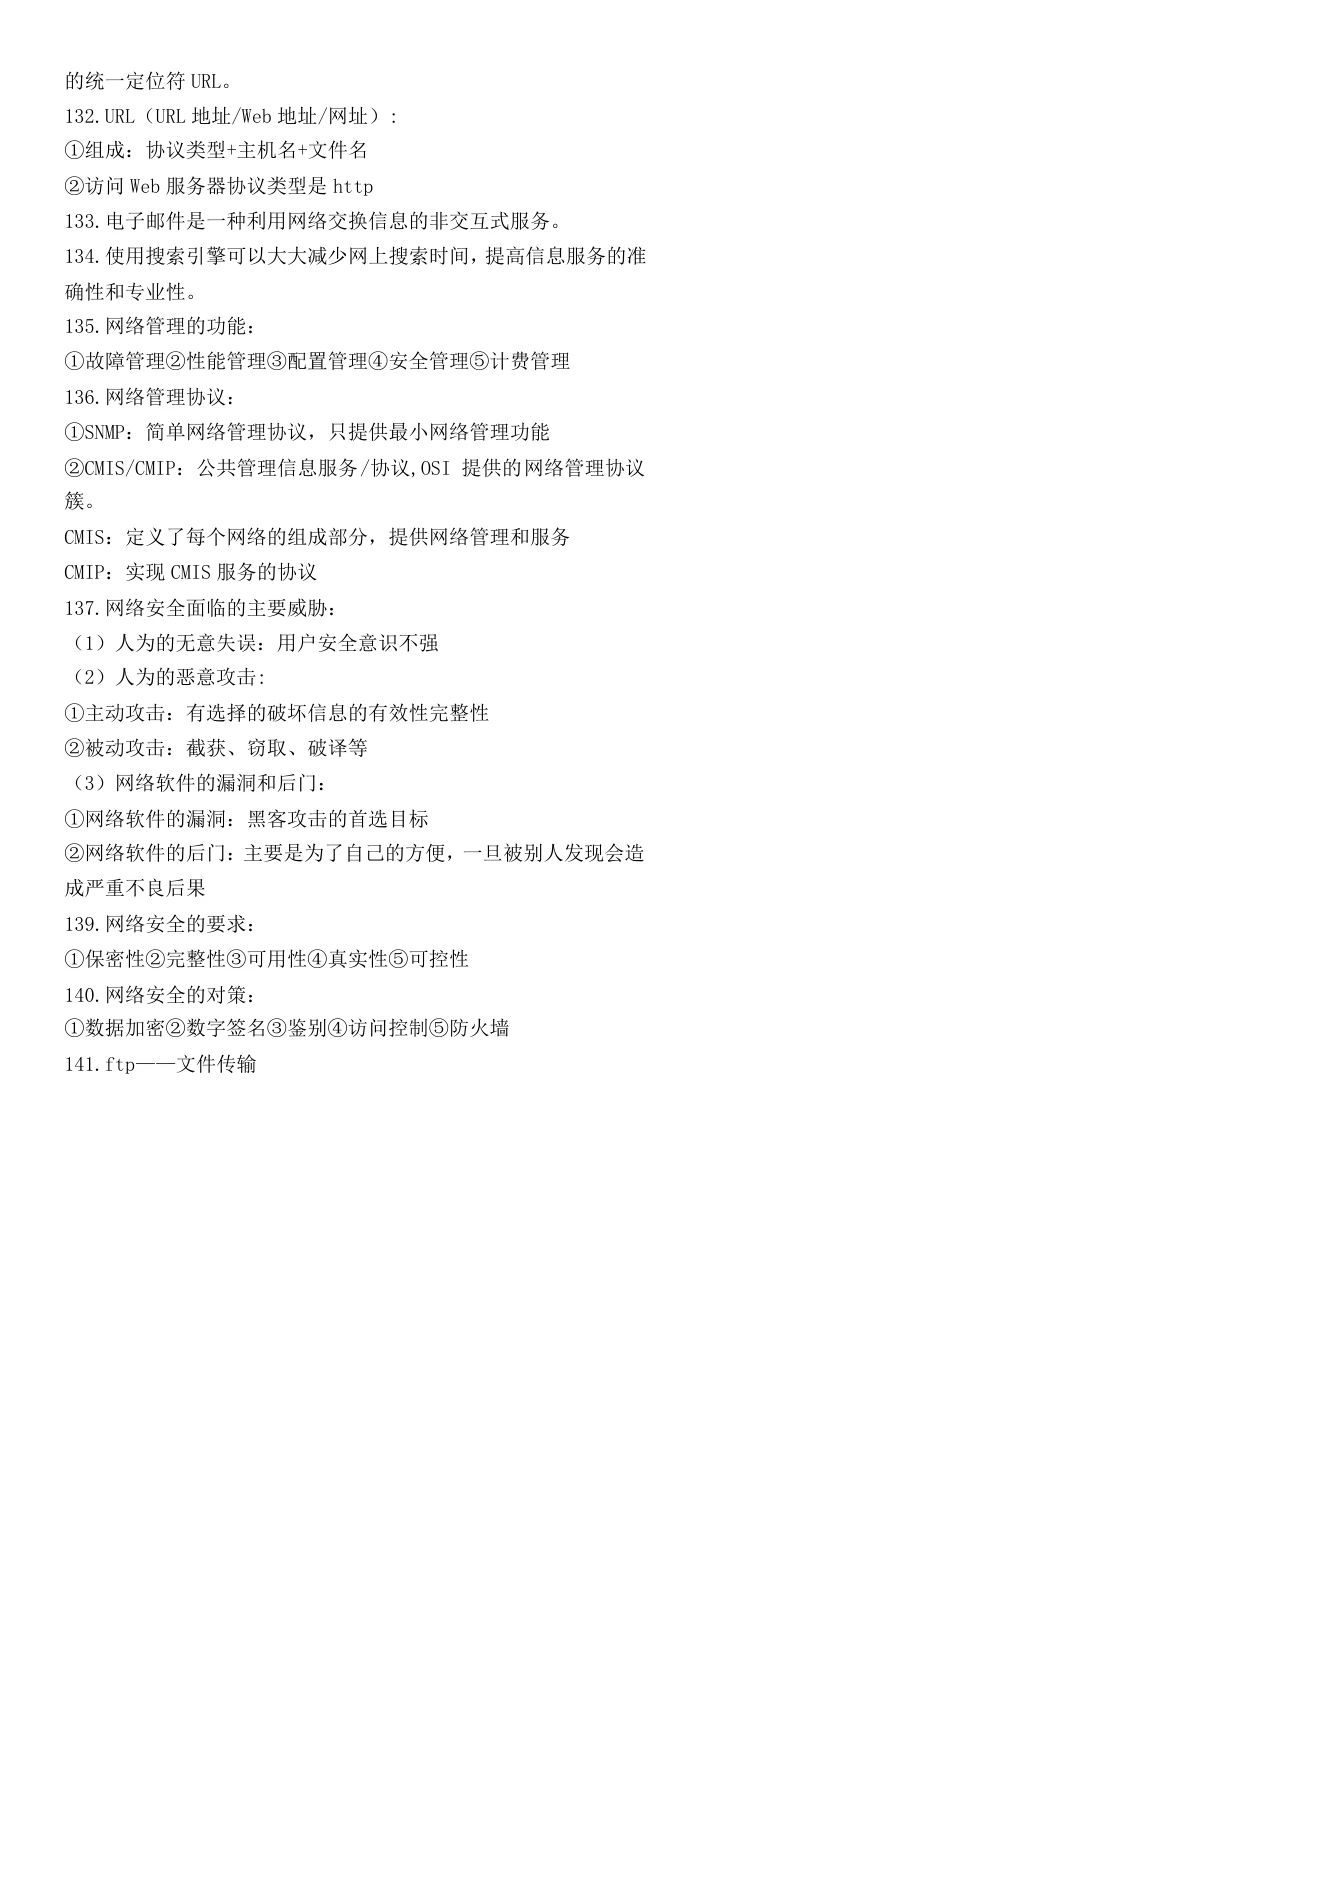 的统一定位符 URL。
132.URL（URL 地址/Web 地址/网址）:
①组成：协议类型+主机名+文件名
②访问 Web 服务器协议类型是 http
133.电子邮件是一种利用网络交换信息的非交互式服务。
134.使用搜索引擎可以大大减少网上搜索时间，提高信息服务的准
确性和专业性。
135.网络管理的功能：
①故障管理②性能管理③配置管理④安全管理⑤计费管理
136.网络管理协议：
①SNMP：简单网络管理协议，只提供最小网络管理功能
②CMIS/CMIP：公共管理信息服务/协议,OSI 提供的网络管理协议
簇。
CMIS：定义了每个网络的组成部分，提供网络管理和服务
CMIP：实现 CMIS 服务的协议
137.网络安全面临的主要威胁：
（1）人为的无意失误：用户安全意识不强
（2）人为的恶意攻击:
①主动攻击：有选择的破坏信息的有效性完整性
②被动攻击：截获、窃取、破译等
（3）网络软件的漏洞和后门：
①网络软件的漏洞：黑客攻击的首选目标
②网络软件的后门：主要是为了自己的方便，一旦被别人发现会造
成严重不良后果
139.网络安全的要求：
①保密性②完整性③可用性④真实性⑤可控性
140.网络安全的对策：
①数据加密②数字签名③鉴别④访问控制⑤防火墙
141.ftp——文件传输